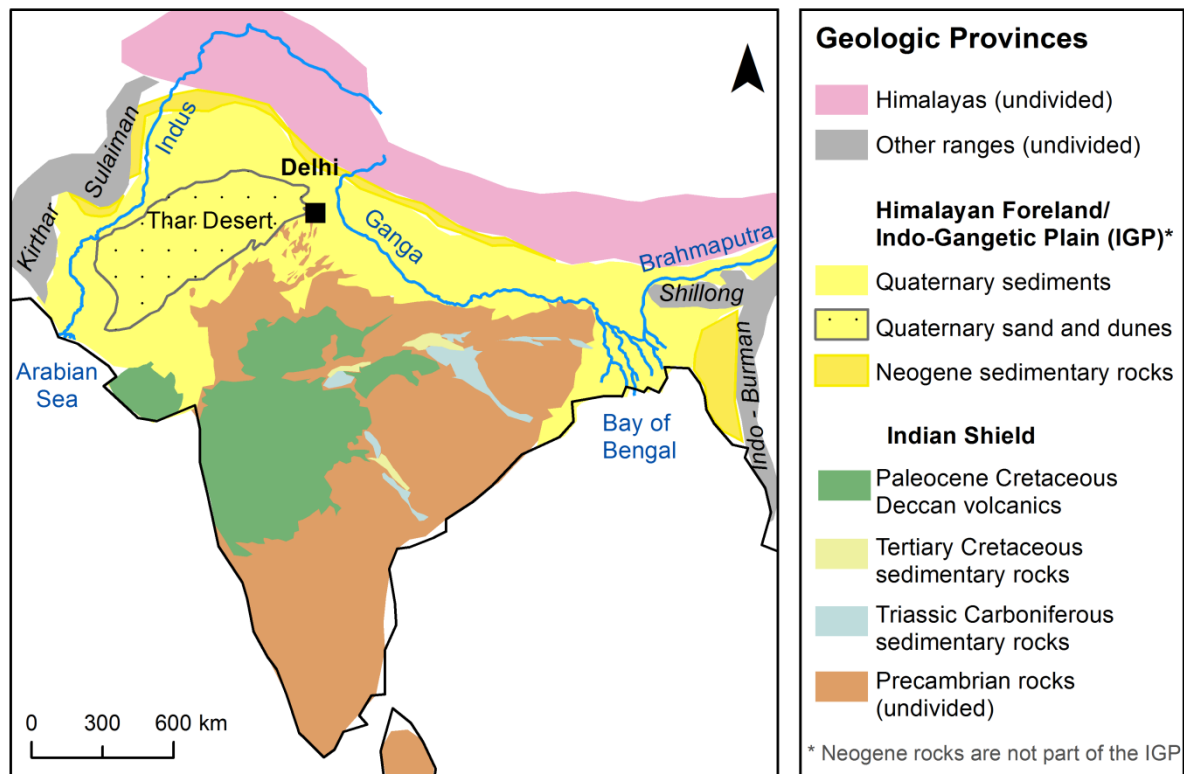 Indus
Sulaiman
Kirthar
Delhi
Thar Desert
Ganga
Brahmaputra
Shillong
Arabian
Sea
Bay of
Bengal
Indo - Burman
0 300 600 km
Geologic Provinces
Himalayas (undivided)
Other ranges (undivided)
Himalayan Foreland/
Indo-Gangetic Plain (IGP)*
Quaternary sediments
Quaternary sand and dunes
Neogene sedimentary rocks
Indian Shield
Paleocene Cretaceous
Deccan volcanics
Tertiary Cretaceous
sedimentary rocks
Triassic Carboniferous
sedimentary rocks
Precambrian rocks
(undivided)
* Neogene rocks are not part of the IGP